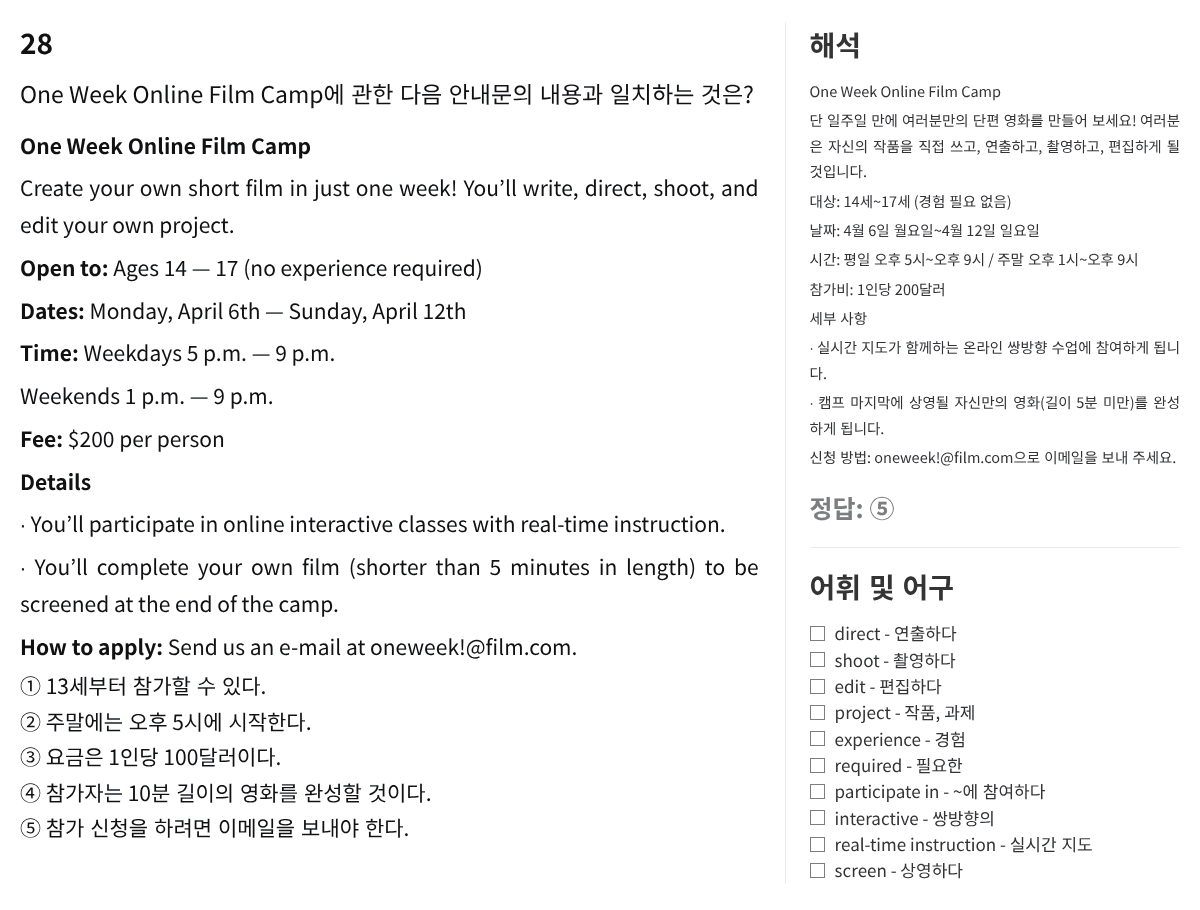 28
One Week Online Film Camp에 관한 다음 안내문의 내용과 일치하는 것은?
One Week Online Film Camp
Create your own short film in just one week! You’ll write, direct, shoot, and
edit your own project.
Open to: Ages 14 — 17 (no experience required)
Dates: Monday, April 6th — Sunday, April 12th
Time: Weekdays 5 p.m. — 9 p.m.
Weekends 1 p.m. — 9 p.m.
Fee: $200 per person
Details
· You’ll participate in online interactive classes with real-time instruction.
· You’ll complete your own film (shorter than 5 minutes in length) to be
screened at the end of the camp.
How to apply: Send us an e-mail at oneweek!@film.com.
① 13세부터 참가할 수 있다.
② 주말에는 오후 5시에 시작한다.
③ 요금은 1인당 100달러이다.
④ 참가자는 10분 길이의 영화를 완성할 것이다.
⑤ 참가 신청을 하려면 이메일을 보내야 한다.
해석
One Week Online Film Camp
단 일주일 만에 여러분만의 단편 영화를 만들어 보세요! 여러분
은 자신의 작품을 직접 쓰고, 연출하고, 촬영하고, 편집하게 될
것입니다.
대상: 14세~17세 (경험 필요 없음)
날짜: 4월 6일 월요일~4월 12일 일요일
시간: 평일 오후 5시~오후 9시 / 주말 오후 1시~오후 9시
참가비: 1인당 200달러
세부 사항
· 실시간 지도가 함께하는 온라인 쌍방향 수업에 참여하게 됩니
다.
· 캠프 마지막에 상영될 자신만의 영화(길이 5분 미만)를 완성
하게 됩니다.
신청 방법: oneweek!@film.com으로 이메일을 보내 주세요.
정답: ⑤
어휘 및 어구
direct - 연출하다
shoot - 촬영하다
edit - 편집하다
project - 작품, 과제
experience - 경험
required - 필요한
participate in - ~에 참여하다
interactive - 쌍방향의
real-time instruction - 실시간 지도
screen - 상영하다